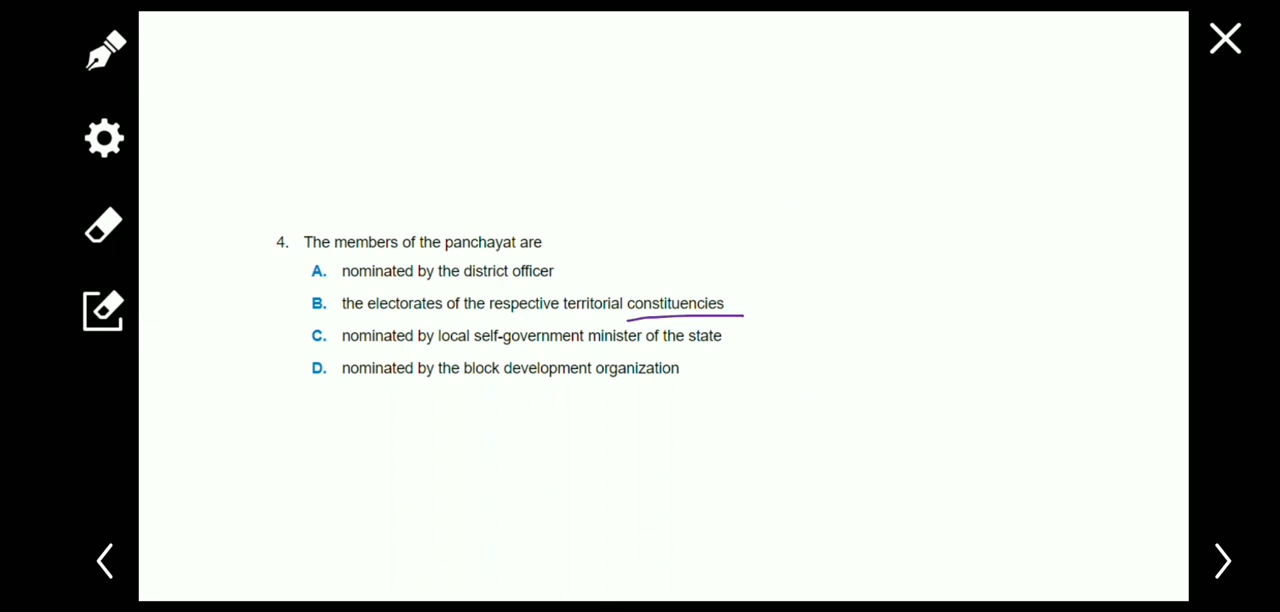 4. The members of the panchayat are
A. nominated by the district officer
B. the electorates of the respective territorial constituencies
C. nominated by local self-government minister of the state
D. nominated by the block development organization